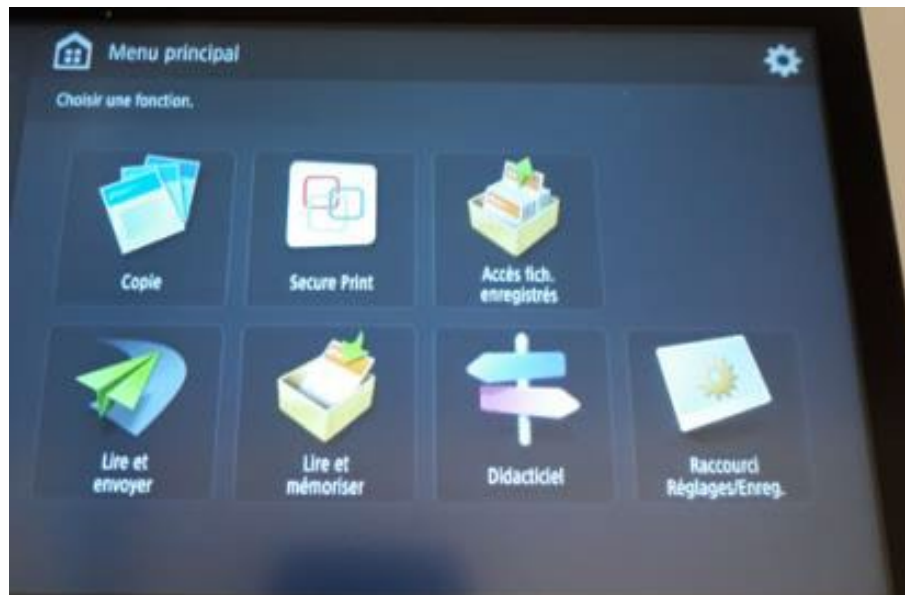 Menu principal
Choisir une fonction.
Copie
Secure Print
Accès fich.
enregistrés
Lire et
envoyer
Lire et
mémoriser
Didacticiel
Raccourci
Réglages/Enreg.